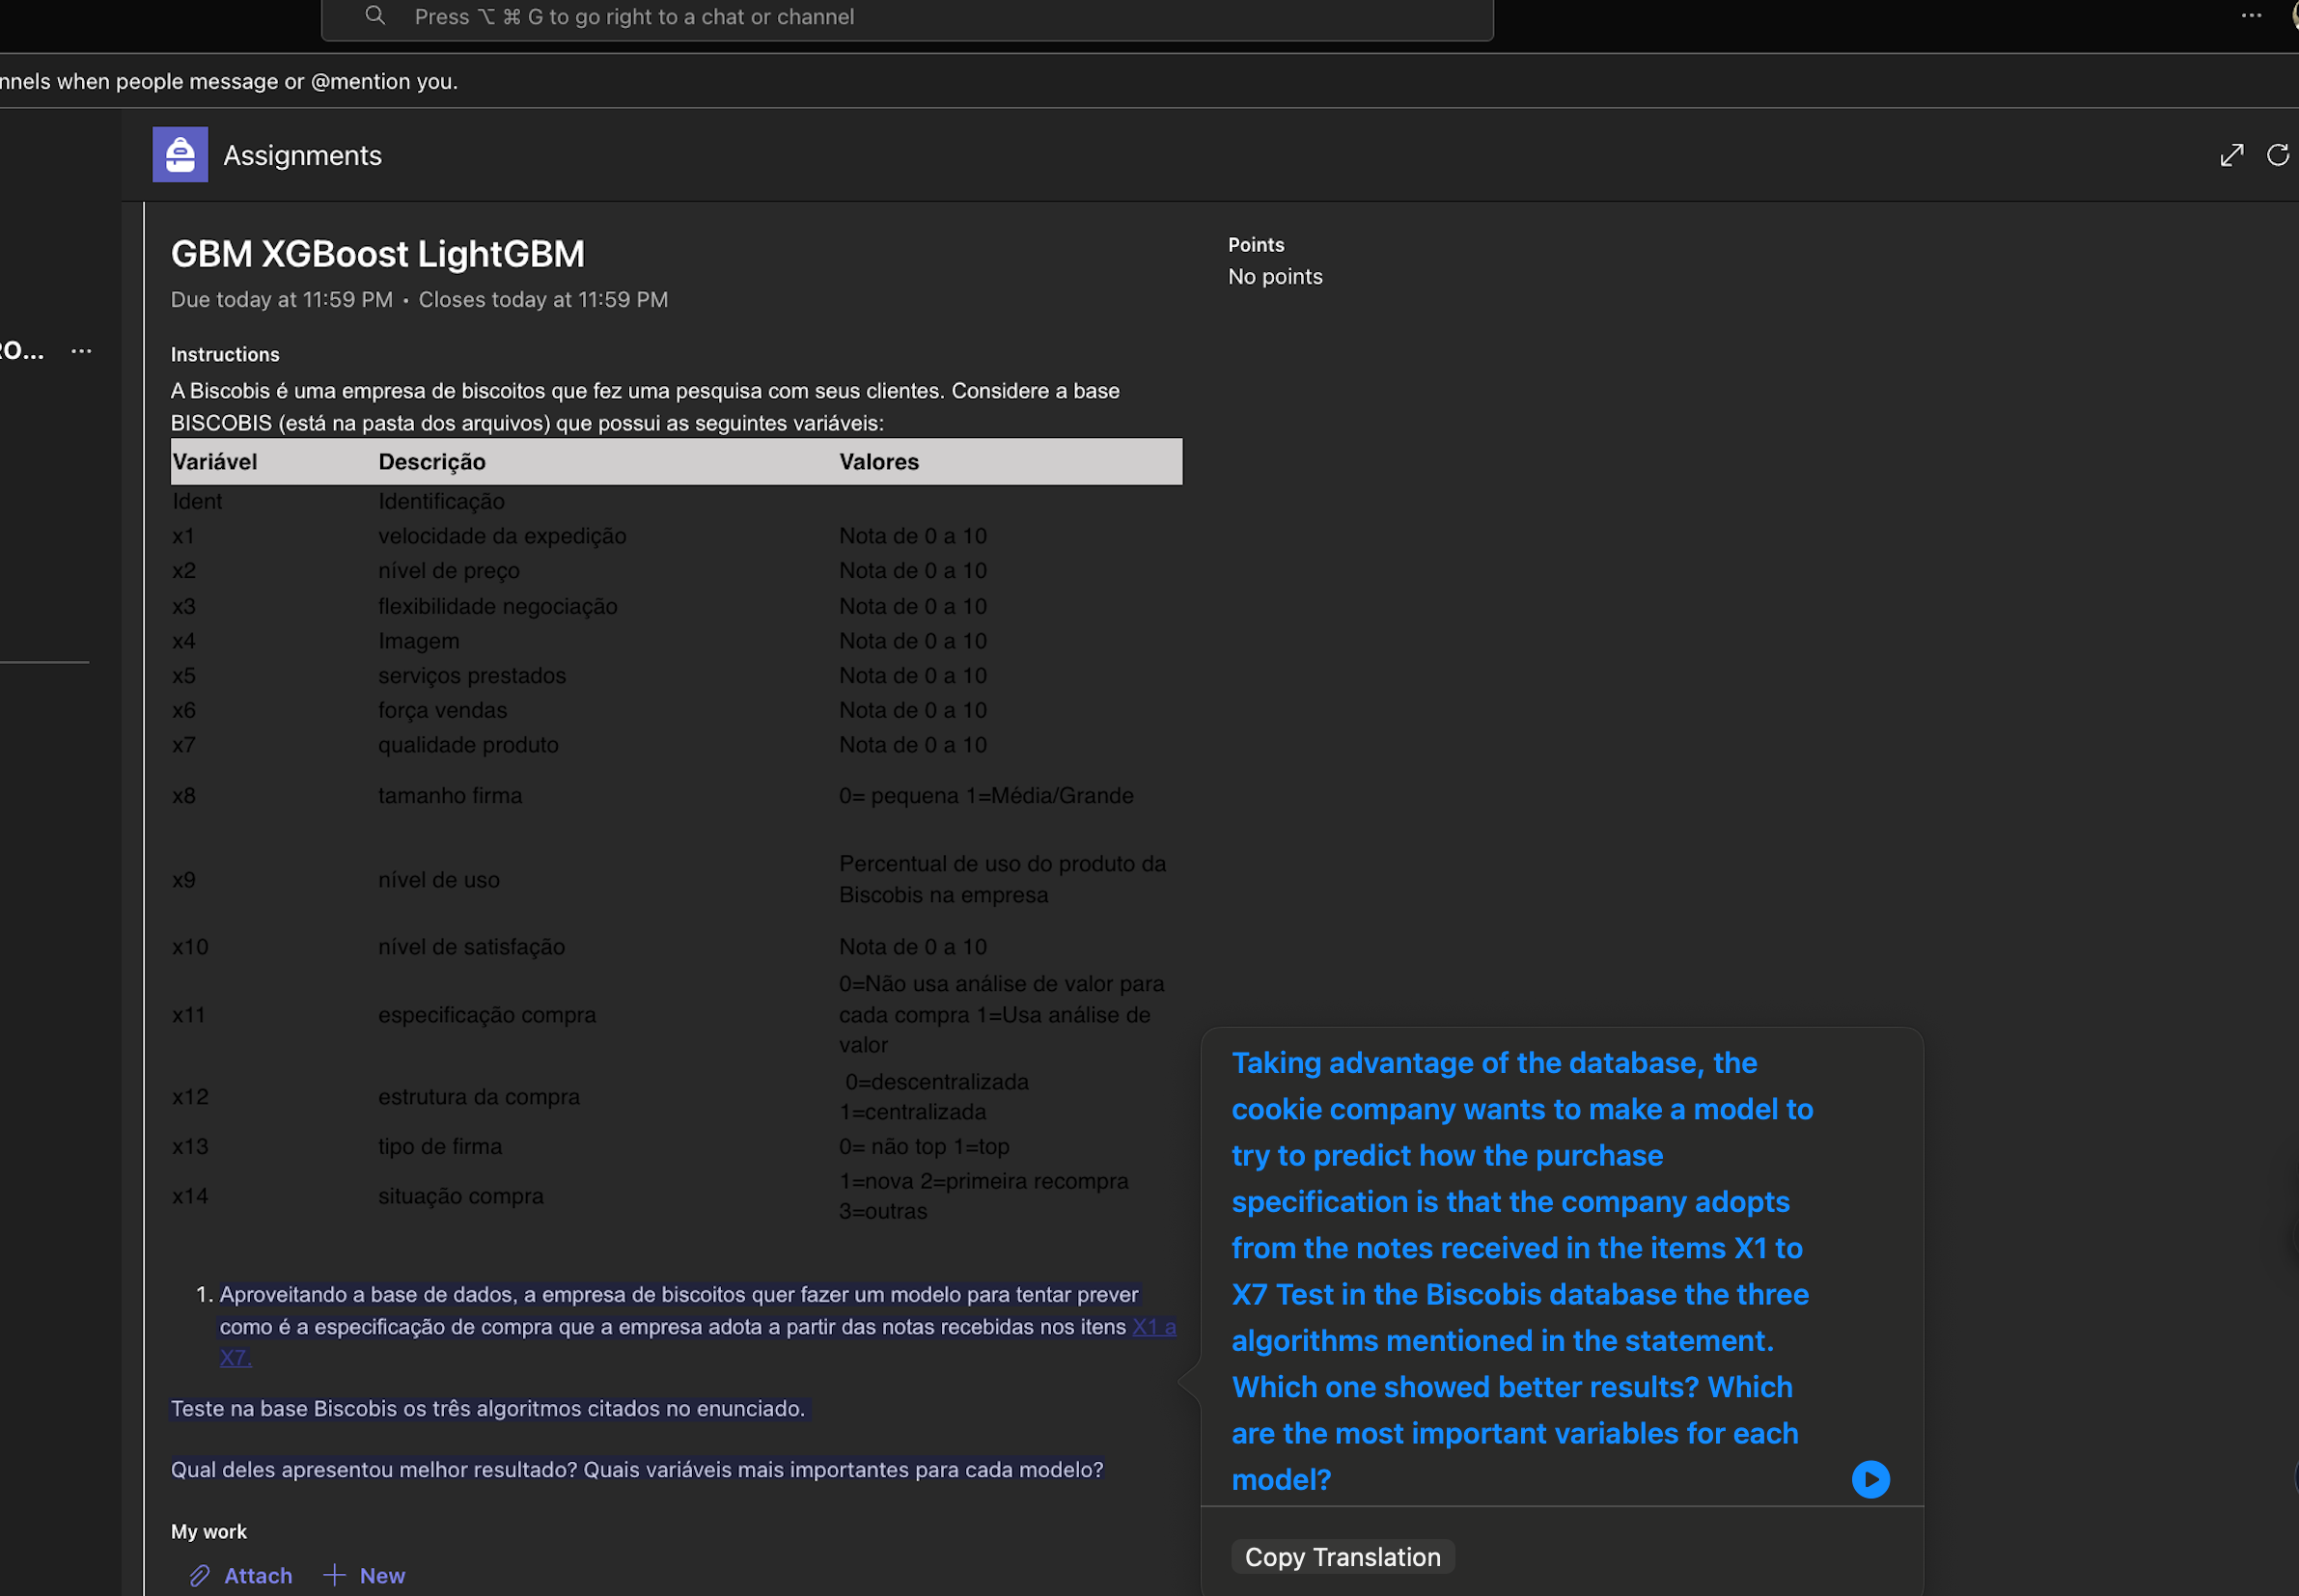 Press ⌥ ⌘ G to go right to a chat or channel
nnels when people message or @mention you.
Assignments
GBM XGBoost LightGBM
Due today at 11:59 PM • Closes today at 11:59 PM
Points
No points
...
Instructions
A Biscobis é uma empresa de biscoitos que fez uma pesquisa com seus clientes. Considere a base
BISCOBIS (está na pasta dos arquivos) que possui as seguintes variáveis:
Variável Descrição Valores
Ident Identificação
x1 velocidade da expedição Nota de 0 a 10
x2 nível de preço Nota de 0 a 10
x3 flexibilidade negociação Nota de 0 a 10
x4 Imagem Nota de 0 a 10
x5 serviços prestados Nota de 0 a 10
x6 força vendas Nota de 0 a 10
x7 qualidade produto Nota de 0 a 10
x8 tamanho firma 0= pequena 1=Média/Grande
x9 nível de uso Percentual de uso do produto da
Biscobis na empresa
x10 nível de satisfação Nota de 0 a 10
x11 especificação compra 0=Não usa análise de valor para
cada compra 1=Usa análise de
valor
x12 estrutura da compra 0=descentralizada
1=centralizada
x13 tipo de firma 0= não top 1=top
x14 situação compra 1=nova 2=primeira recompra
3=outras
1. Aproveitando a base de dados, a empresa de biscoitos quer fazer um modelo para tentar prever
como é a especificação de compra que a empresa adota a partir das notas recebidas nos itens X1 a
X7.
Teste na base Biscobis os três algoritmos citados no enunciado.
Qual deles apresentou melhor resultado? Quais variáveis mais importantes para cada modelo?
My work
Attach
New
Taking advantage of the database, the
cookie company wants to make a model to
try to predict how the purchase
specification is that the company adopts
from the notes received in the items X1 to
X7 Test in the Biscobis database the three
algorithms mentioned in the statement.
Which one showed better results? Which
are the most important variables for each
model?
Copy Translation